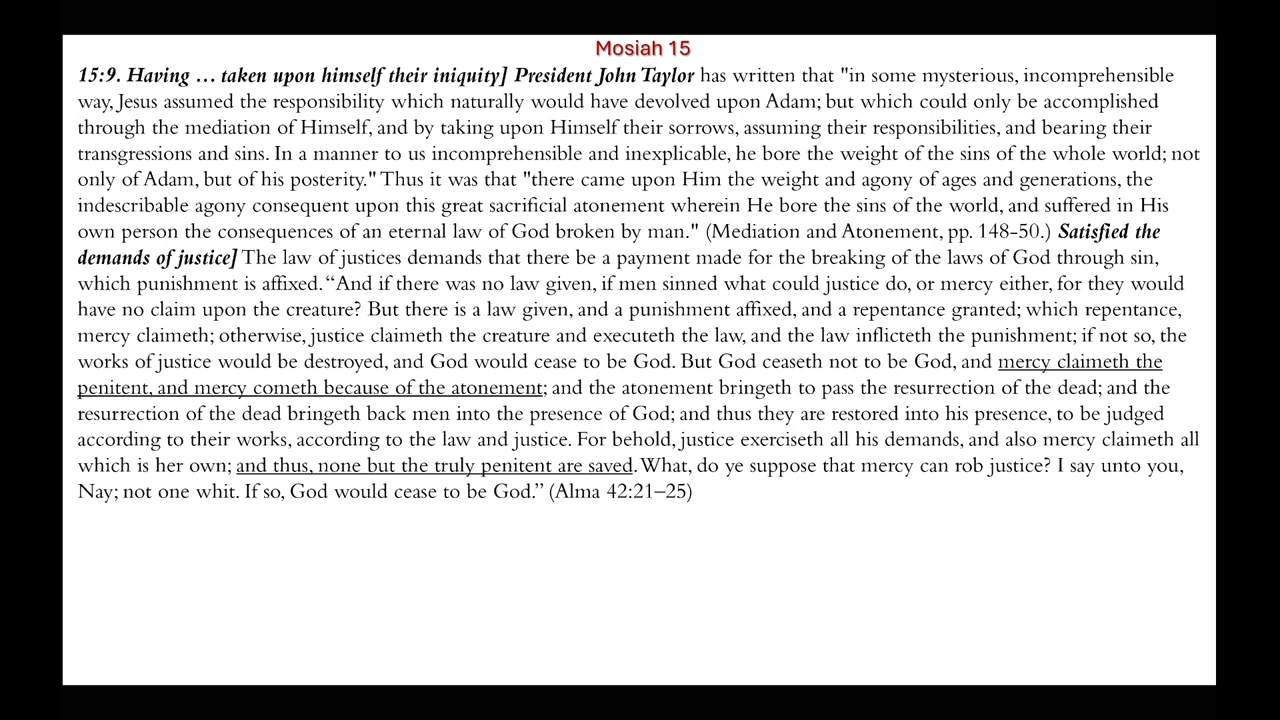 Mosiah 15
15:9. Having … taken upon himself their iniquity] President John Taylor has written that "in some mysterious, incomprehensible
way, Jesus assumed the responsibility which naturally would have devolved upon Adam; but which could only be accomplished
through the mediation of Himself, and by taking upon Himself their sorrows, assuming their responsibilities, and bearing their
transgressions and sins. In a manner to us incomprehensible and inexplicable, he bore the weight of the sins of the whole world; not
only of Adam, but of his posterity." Thus it was that "there came upon Him the weight and agony of ages and generations, the
indescribable agony consequent upon this great sacrificial atonement wherein He bore the sins of the world, and suffered in His
own person the consequences of an eternal law of God broken by man." (Mediation and Atonement, pp. 148-50.) Satisfied the
demands of justice] The law of justices demands that there be a payment made for the breaking of the laws of God through sin,
which punishment is affixed. “And if there was no law given, if men sinned what could justice do, or mercy either, for they would
have no claim upon the creature? But there is a law given, and a punishment affixed, and a repentance granted; which repentance,
mercy claimeth; otherwise, justice claimeth the creature and executeth the law, and the law inflicteth the punishment; if not so, the
works of justice would be destroyed, and God would cease to be God. But God ceaseth not to be God, and mercy claimeth the
penitent, and mercy cometh because of the atonement; and the atonement bringeth to pass the resurrection of the dead; and the
resurrection of the dead bringeth back men into the presence of God; and thus they are restored into his presence, to be judged
according to their works, according to the law and justice. For behold, justice exerciseth all his demands, and also mercy claimeth all
which is her own; and thus, none but the truly penitent are saved. What, do ye suppose that mercy can rob justice? I say unto you,
Nay; not one whit. If so, God would cease to be God.” (Alma 42:21–25)